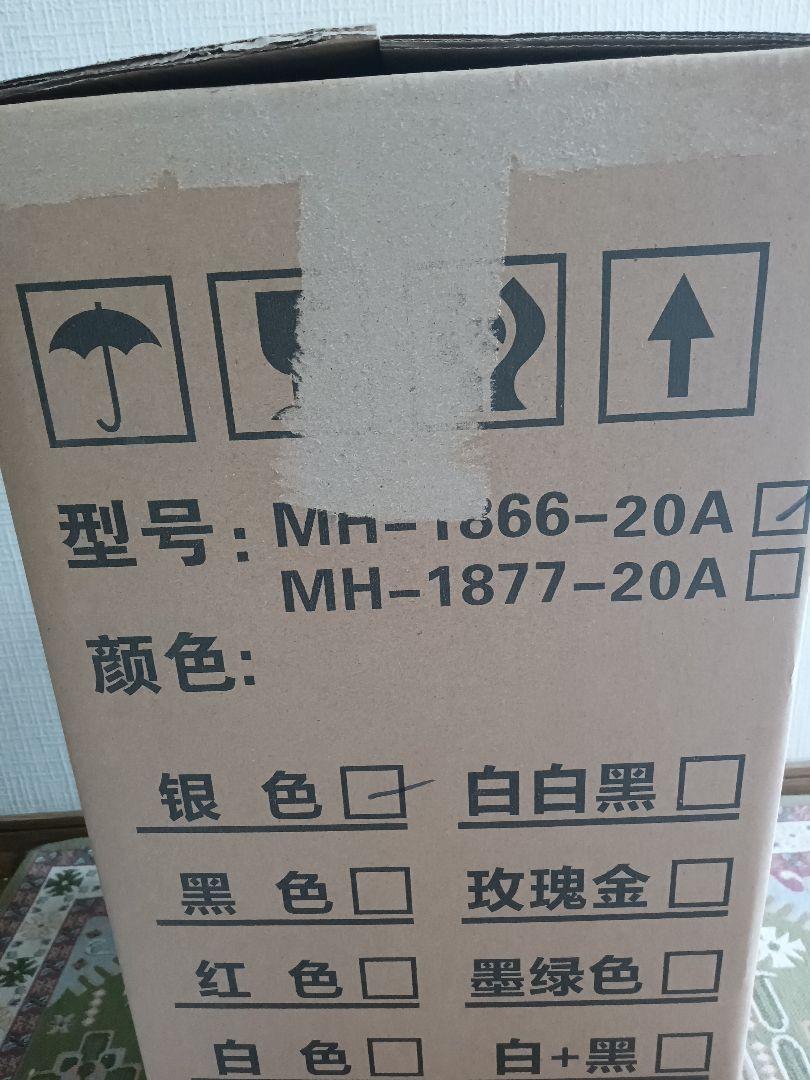 型号: MH-1866-20A
MH-1877-20A
颜色:
银 色 白白黑
黑 色 玫瑰金
红 色 墨绿色
白 色 白+黑